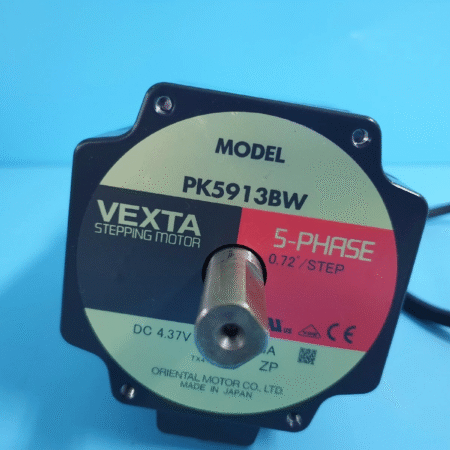 MODEL
PK5913BW
VEXTA
STEPPING MOTOR
5-PHASE
0.72°/STEP
DC 4.37V
A
ZP
ORIENTAL MOTOR CO., LTD.
MADE IN JAPAN